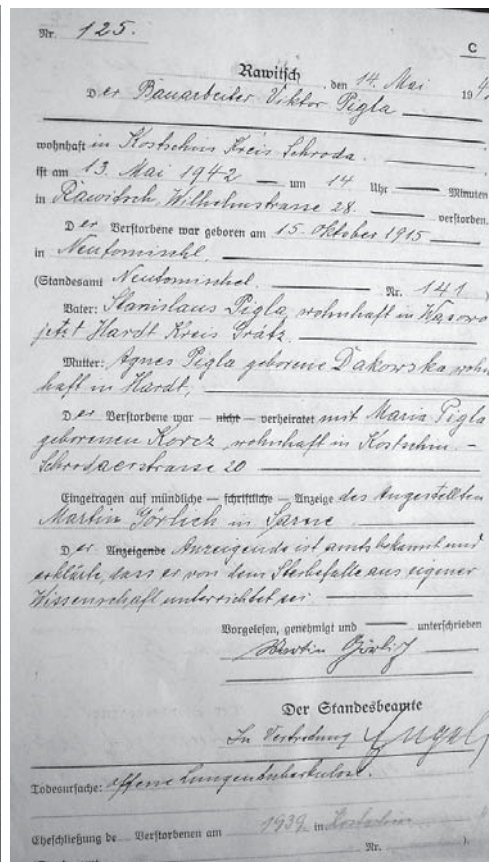 Nr. 125.
C
Rawitsch, den 14. Mai 194
Der Bauarbeiter Viktor Pigla
wohnhaft in Kostschin Kreis Schroda.
ist am 13. Mai 1942 um 14 Uhr Minuten
in Rawitsch, Wilhelmstrasse 28. verstorben.
Der Verstorbene war geboren am 15. Oktober 1915
in Neutomischl.
(Standesamt Neutomischel. Nr. 141)
Vater: Stanislaus Pigla, wohnhaft in Wąsowo
jetzt Hardt Kreis Grätz.
Mutter: Agnes Pigla geborene Dakowska wohn
haft in Hardt,
Der Verstorbene war — nicht — verheiratet mit Maria Pigla
geborenen Korcz, wohnhaft in Kostschin.-
Schrodaerstrasse 20
Eingetragen auf mündliche — schriftliche — Anzeige des Angestellten
Martin Görlich in Sarne.
Der Anzeigende Anzeigende ist amtsbekannt und
erklärte, dass er von dem Sterbefalle aus eigener
Wissenschaft unterrichtet sei.
Vorgelesen, genehmigt und unterschrieben
Martin Görlich
Der Standesbeamte
In Vertretung Engel
Todesursache: offene Lungentuberkulose.
Eheschließung de Verstorbenen am 1939 in Kostschin
Nr. ).